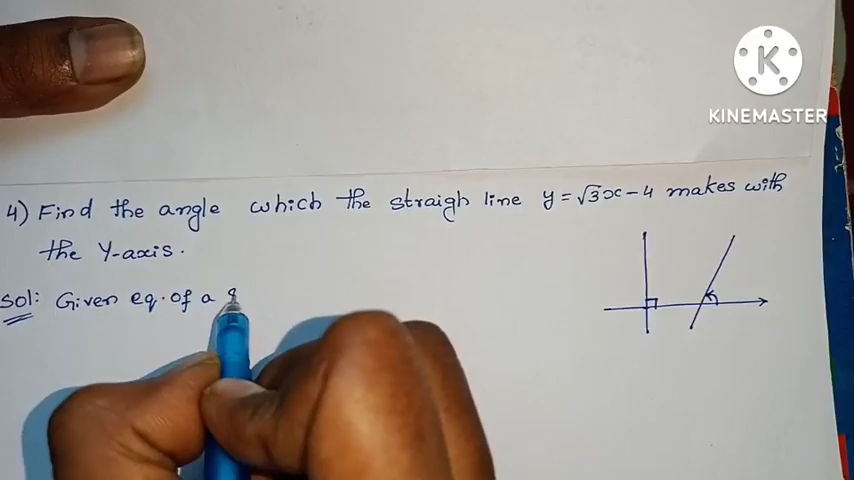 K
KINEMASTER
4) Find the angle which the straigh line y = √3x - 4 makes with
the Y-axis.
Sol: Given eq. of a s